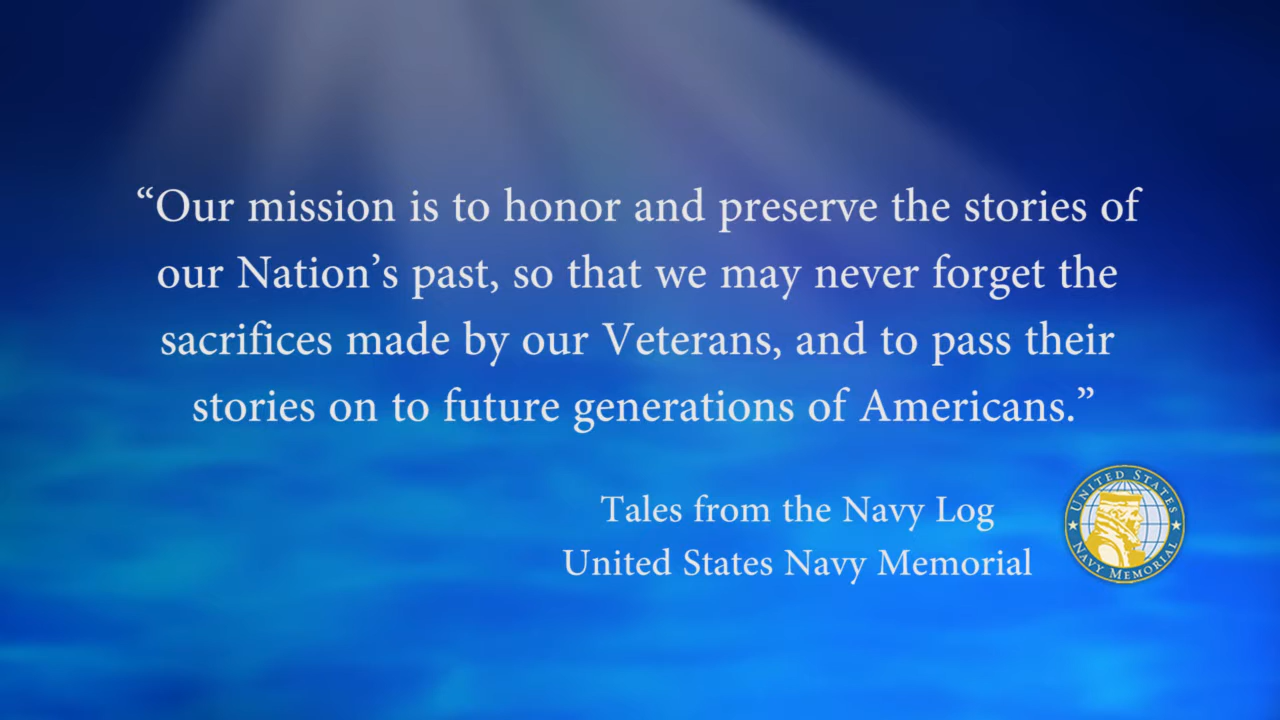 “Our mission is to honor and preserve the stories of
our Nation’s past, so that we may never forget the
sacrifices made by our Veterans, and to pass their
stories on to future generations of Americans.”
Tales from the Navy Log
United States Navy Memorial
UNITED STATES
NAVY MEMORIAL